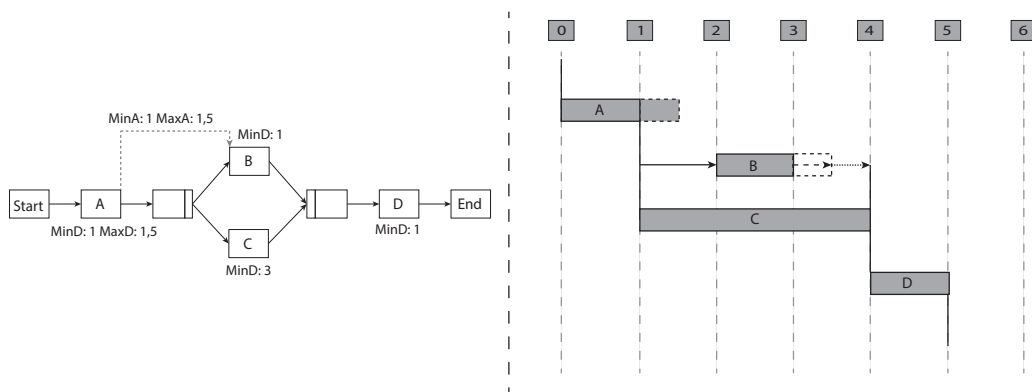 MinA: 1 MaxA: 1,5
MinD: 1
B
Start
A
D
End
MinD: 1 MaxD: 1,5
MinD: 1
C
MinD: 3
0 1 2 3 4 5 6
A
B
C
D